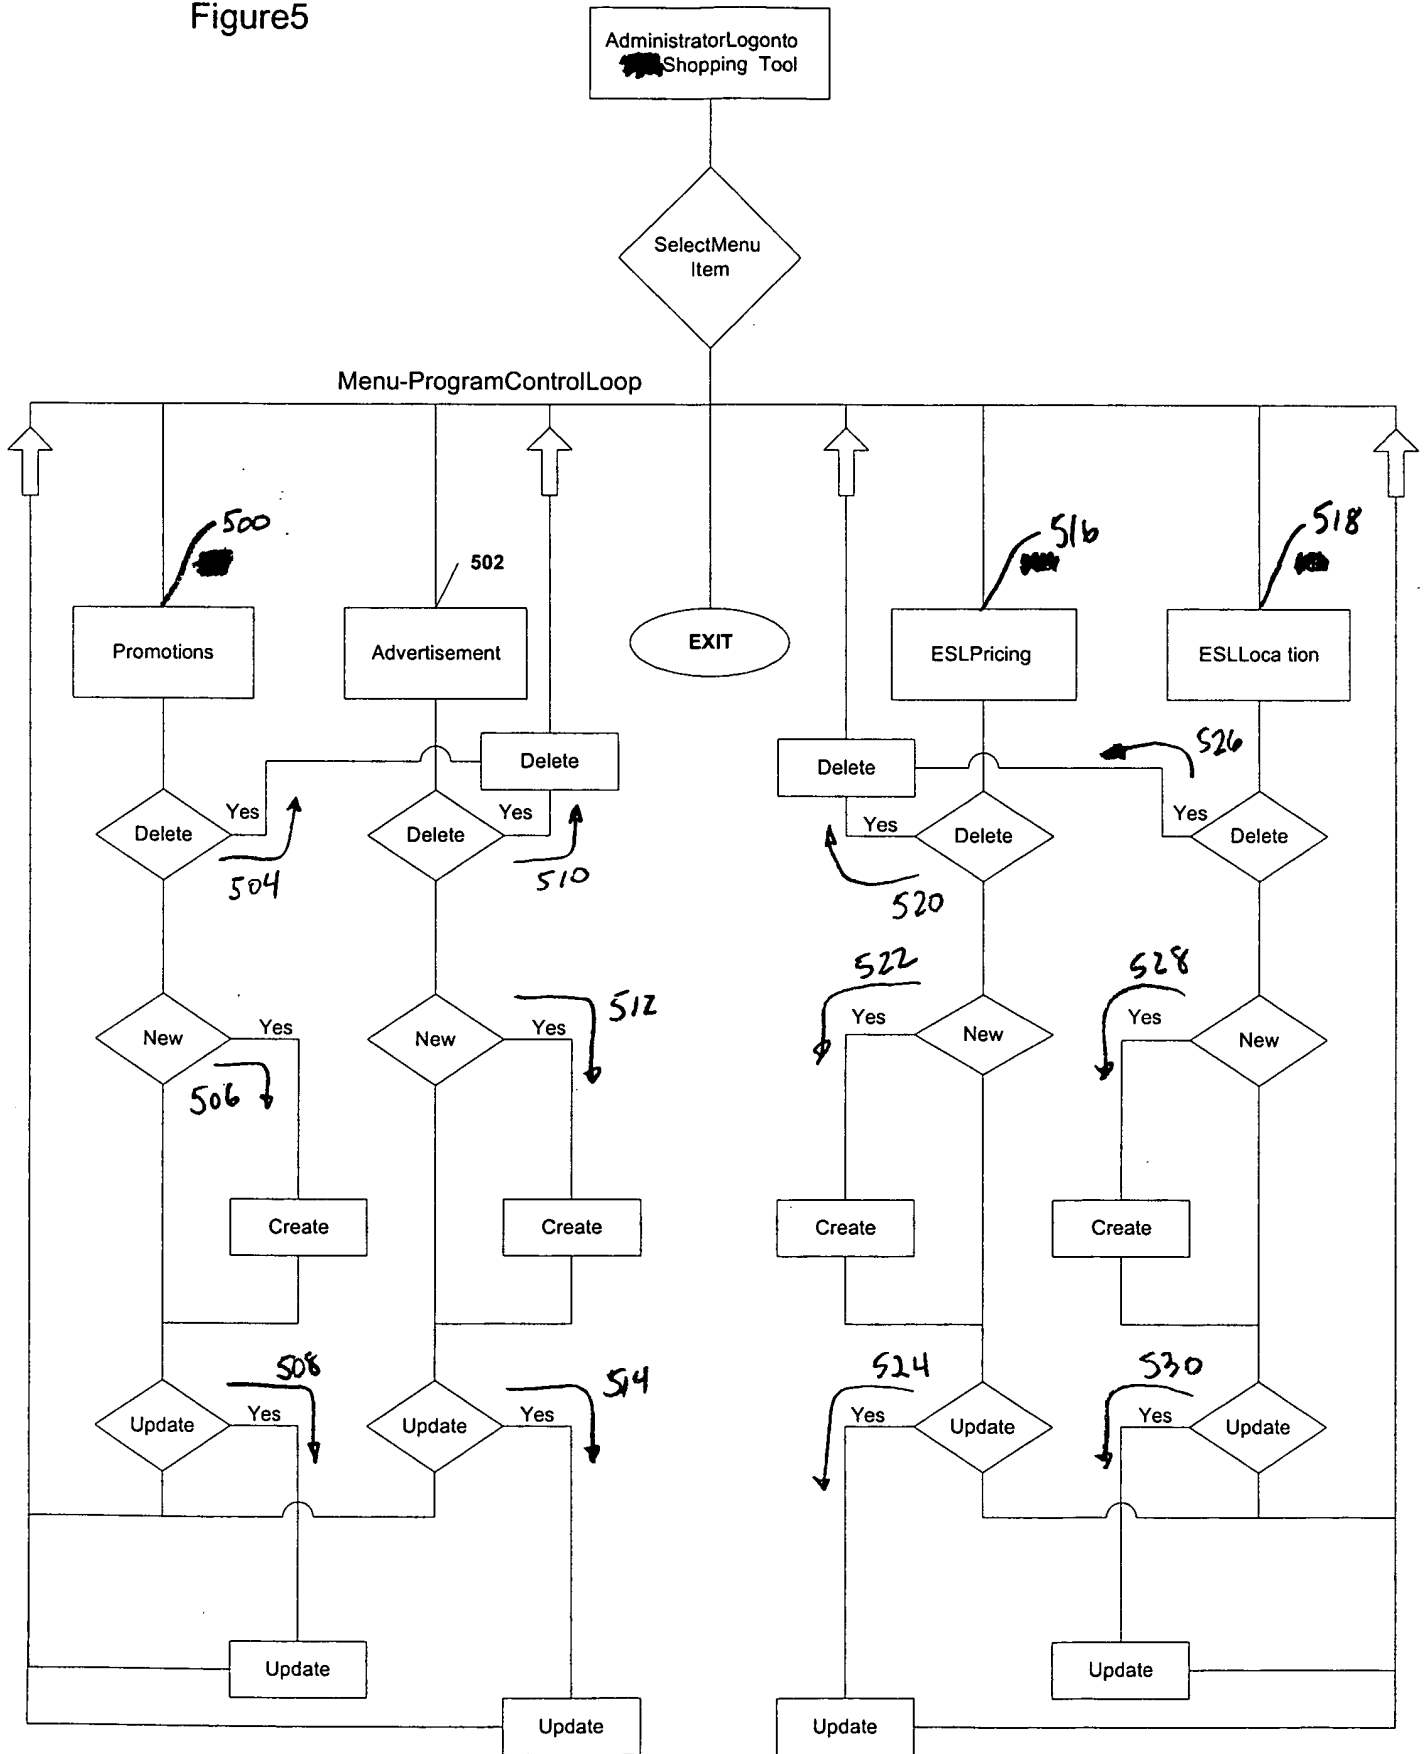 Figure5
AdministratorLogonto
Shopping Tool
SelectMenu
Item
Menu-ProgramControlLoop
500
502
516
518
Promotions
Advertisement
EXIT
ESLPricing
ESLLoca tion
526
Delete
Delete
Yes
Yes
Yes
Yes
Delete
Delete
Delete
Delete
504
510
520
522
528
512
Yes
Yes
Yes
Yes
New
New
New
New
506
Create
Create
Create
Create
508
514
524
530
Yes
Yes
Yes
Yes
Update
Update
Update
Update
Update
Update
Update
Update